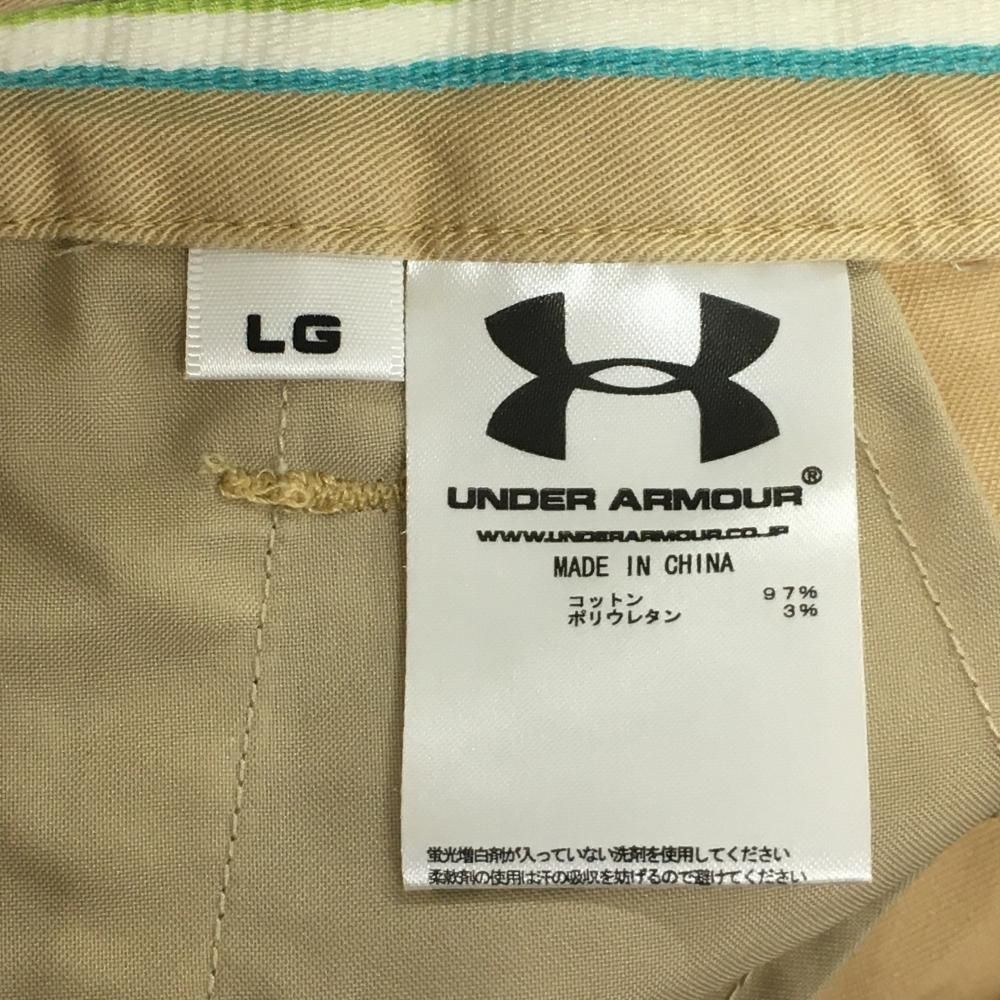 LG
UNDER ARMOUR®
WWW.UNDERARMOUR.CO.JP
MADE IN CHINA
コットン 97%
ポリウレタン 3%
蛍光増白剤が入っていない洗剤を使用してください
柔軟剤の使用は汗の吸収を妨げるので避けてください